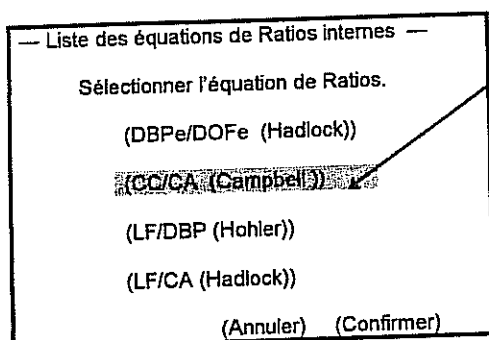 — Liste des équations de Ratios internes —
Sélectionner l'équation de Ratios.
(DBPe/DOFe (Hadlock))
(CC/CA (Campbell))
(LF/DBP (Hohler))
(LF/CA (Hadlock))
(Annuler) (Confirmer)